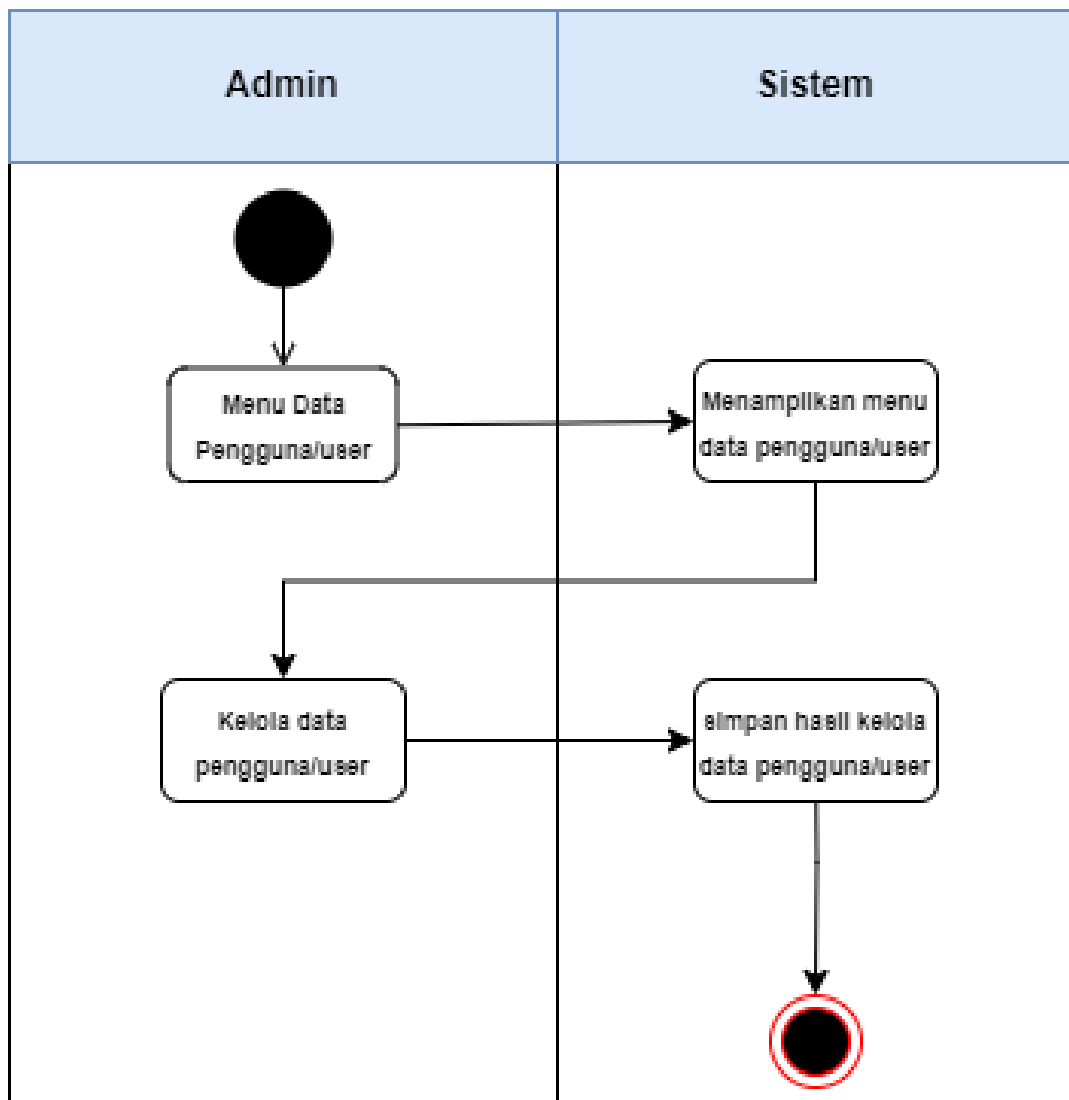 Admin
Sistem
Menu Data
Pengguna/user
Menampilkan menu
data pengguna/user
Kelola data
pengguna/user
simpan hasil kelola
data pengguna/user